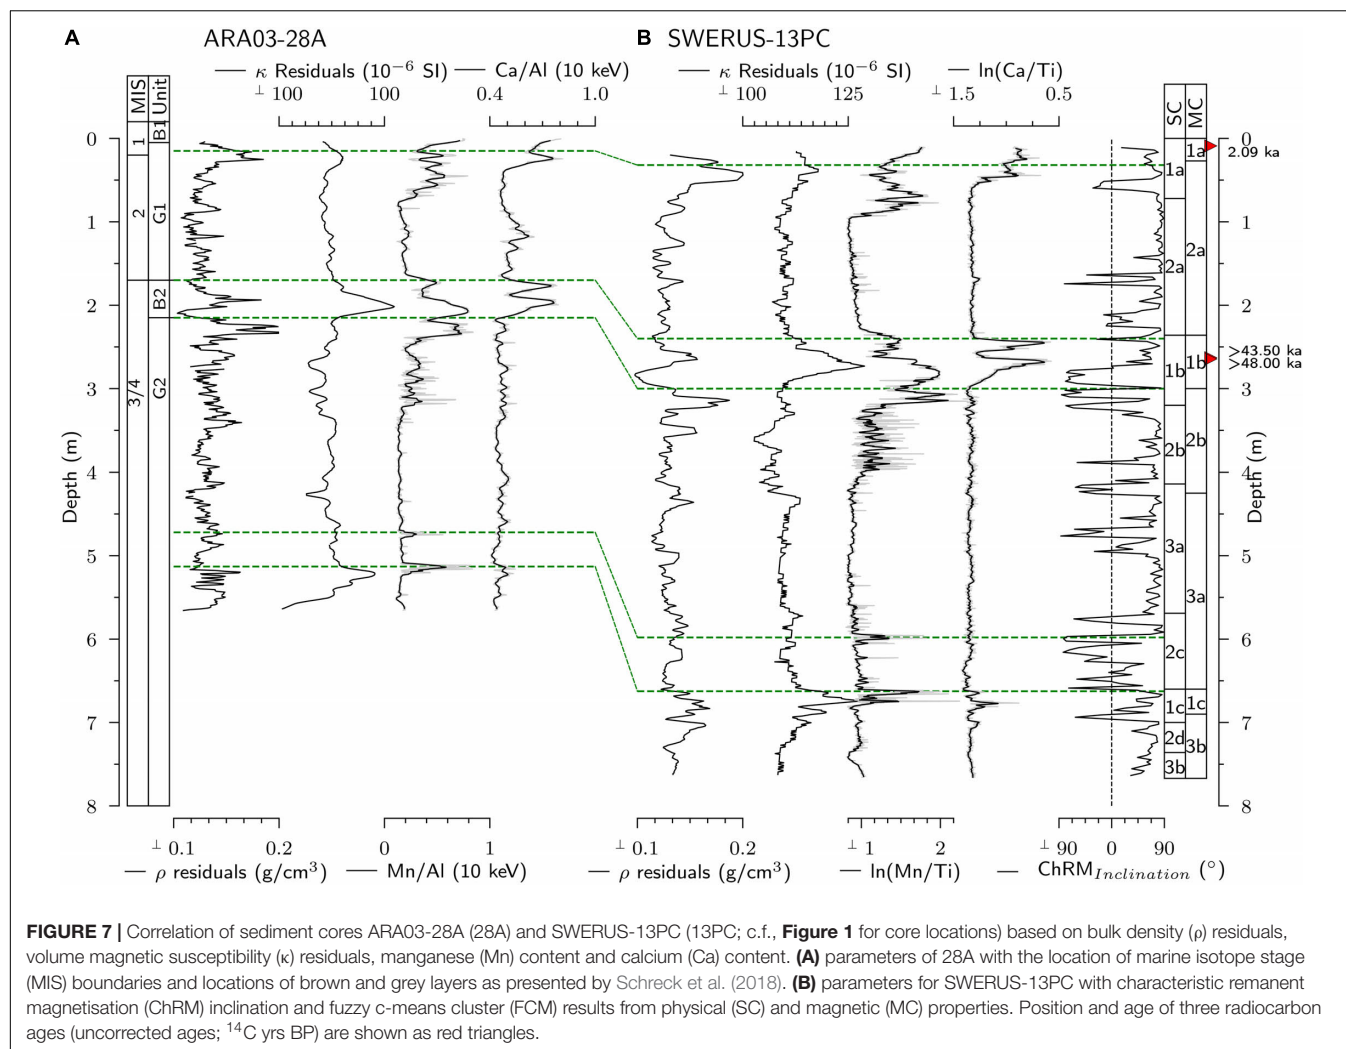 A
ARA03-28A
B
SWERUS-13PC
κ Residuals (10⁻⁶ SI)
Ca/Al (10 keV)
κ Residuals (10⁻⁶ SI)
ln(Ca/Ti)
⊥ 100
100
0.4
1.0
⊥ 100
125
⊥ 1.5
0.5
MIS
Unit
SC
MC
0
1
B1
0
1a
2.09 ka
1a
1
2
G1
1
2a
2a
2
B2
2
>43.50 ka
1b
1b
>48.00 ka
3
3/4
G2
3
2b
2b
4
4
5
3a
5
3a
6
6
2c
7
1c
1c
7
2d
3b
3b
8
8
Depth (m)
Depth (m)
⊥ 0.1
0.2
0
1
⊥ 0.1
0.2
⊥ 1
2
⊥ 90
0
90
ρ residuals (g/cm³)
Mn/Al (10 keV)
ρ residuals (g/cm³)
ln(Mn/Ti)
ChRM_Inclination (°)
FIGURE 7 | Correlation of sediment cores ARA03-28A (28A) and SWERUS-13PC (13PC; c.f., Figure 1 for core locations) based on bulk density (ρ) residuals,
volume magnetic susceptibility (κ) residuals, manganese (Mn) content and calcium (Ca) content. (A) parameters of 28A with the location of marine isotope stage
(MIS) boundaries and locations of brown and grey layers as presented by Schreck et al. (2018). (B) parameters for SWERUS-13PC with characteristic remanent
magnetisation (ChRM) inclination and fuzzy c-means cluster (FCM) results from physical (SC) and magnetic (MC) properties. Position and age of three radiocarbon
ages (uncorrected ages; ¹⁴C yrs BP) are shown as red triangles.